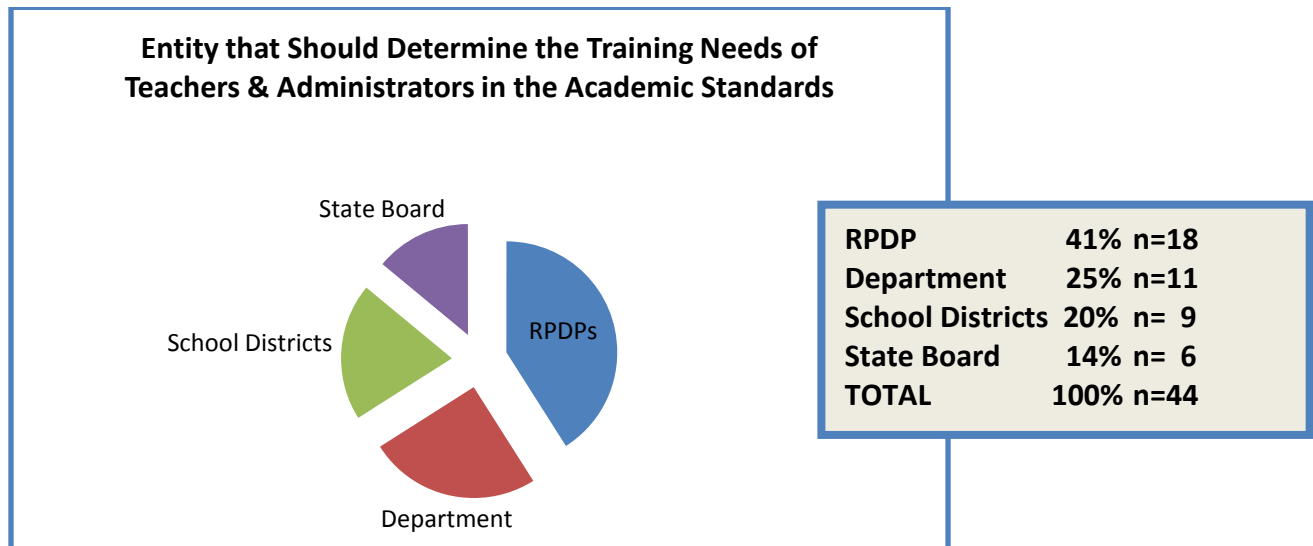 Entity that Should Determine the Training Needs of
Teachers & Administrators in the Academic Standards
State Board
School Districts
RPDPs
Department
RPDP 41% n=18
Department 25% n=11
School Districts 20% n= 9
State Board 14% n= 6
TOTAL 100% n=44